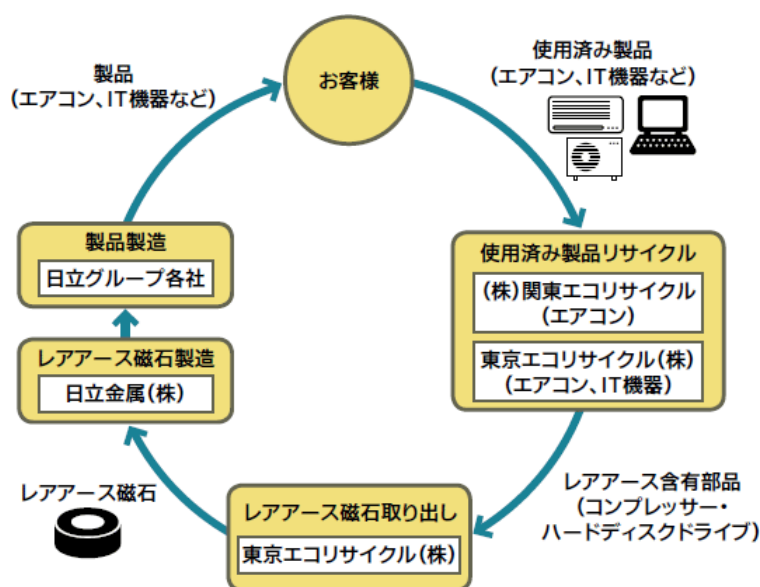 お客様
使用済み製品
(エアコン、IT機器など)
使用済み製品リサイクル
(株)関東エコリサイクル
(エアコン)
東京エコリサイクル(株)
(エアコン、IT機器)
レアアース含有部品
(コンプレッサー・
ハードディスクドライブ)
レアアース磁石取り出し
東京エコリサイクル(株)
レアアース磁石
レアアース磁石製造
日立金属(株)
製品製造
日立グループ各社
製品
(エアコン、IT機器など)